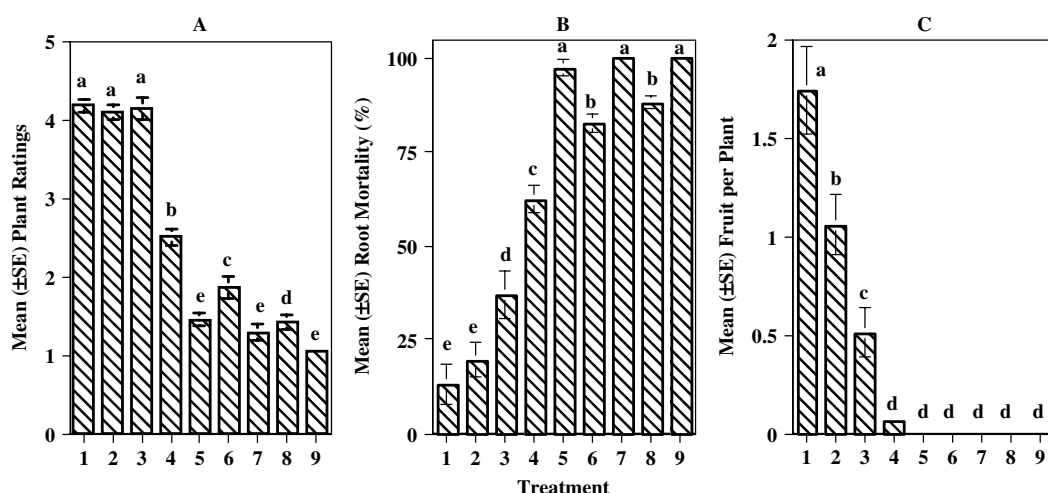 A
B
C
Mean (±SE) Plant Ratings
5
4
3
2
1
0
a
a
a
b
e
c
e
d
e
1 2 3 4 5 6 7 8 9
Mean (±SE) Root Mortality (%)
100
75
50
25
0
e
e
d
c
a
b
a
b
a
1 2 3 4 5 6 7 8 9
Treatment
Mean (±SE) Fruit per Plant
2
1.5
1
0.5
0
a
b
c
d
d d d d d
1 2 3 4 5 6 7 8 9